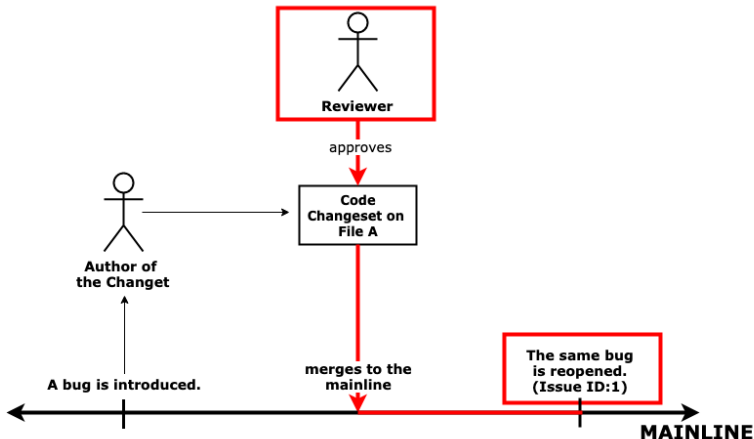 Reviewer
approves
Code
Changeset on
File A
Author of
the Changet
A bug is introduced.
merges to the
mainline
The same bug
is reopened.
(Issue ID:1)
MAINLINE